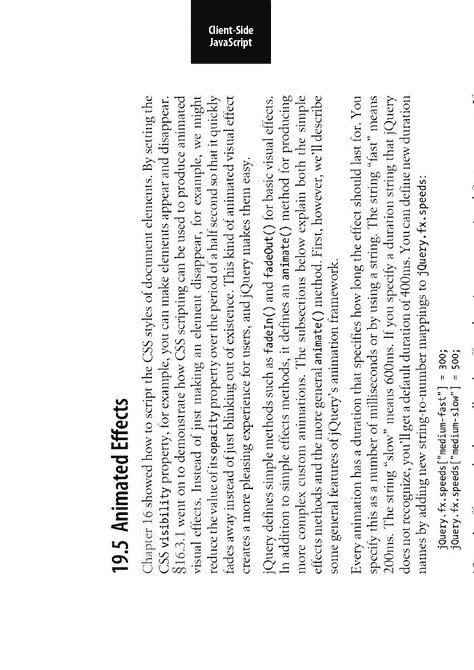 Client-Side
JavaScript
19.5 Animated Effects
Chapter 16 showed how to script the CSS styles of document elements. By setting the
CSS visibility property, for example, you can make elements appear and disappear.
§16.3.1 went on to demonstrate how CSS scripting can be used to produce animated
visual effects. Instead of just making an element disappear, for example, we might
reduce the value of its opacity property over the period of a half second so that it quickly
fades away instead of just blinking out of existence. This kind of animated visual effect
creates a more pleasing experience for users, and jQuery makes them easy.
jQuery defines simple methods such as fadeIn() and fadeOut() for basic visual effects.
In addition to simple effects methods, it defines an animate() method for producing
more complex custom animations. The subsections below explain both the simple
effects methods and the more general animate() method. First, however, we’ll describe
some general features of jQuery’s animation framework.
Every animation has a duration that specifies how long the effect should last for. You
specify this as a number of milliseconds or by using a string. The string “fast” means
200ms. The string “slow” means 600ms. If you specify a duration string that jQuery
does not recognize, you’ll get a default duration of 400ms. You can define new duration
names by adding new string-to-number mappings to jQuery.fx.speeds:
jQuery.fx.speeds["medium-fast"] = 300;
jQuery.fx.speeds["medium-slow"] = 500;